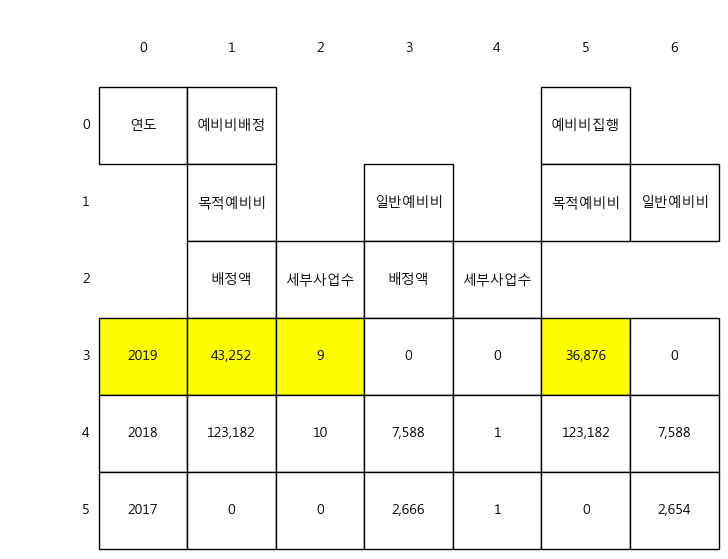 0 1 2 3 4 5 6
0 연도 예비비배정 예비비집행
1 목적예비비 일반예비비 목적예비비 일반예비비
2 배정액 세부사업수 배정액 세부사업수
3 2019 43,252 9 0 0 36,876 0
4 2018 123,182 10 7,588 1 123,182 7,588
5 2017 0 0 2,666 1 0 2,654